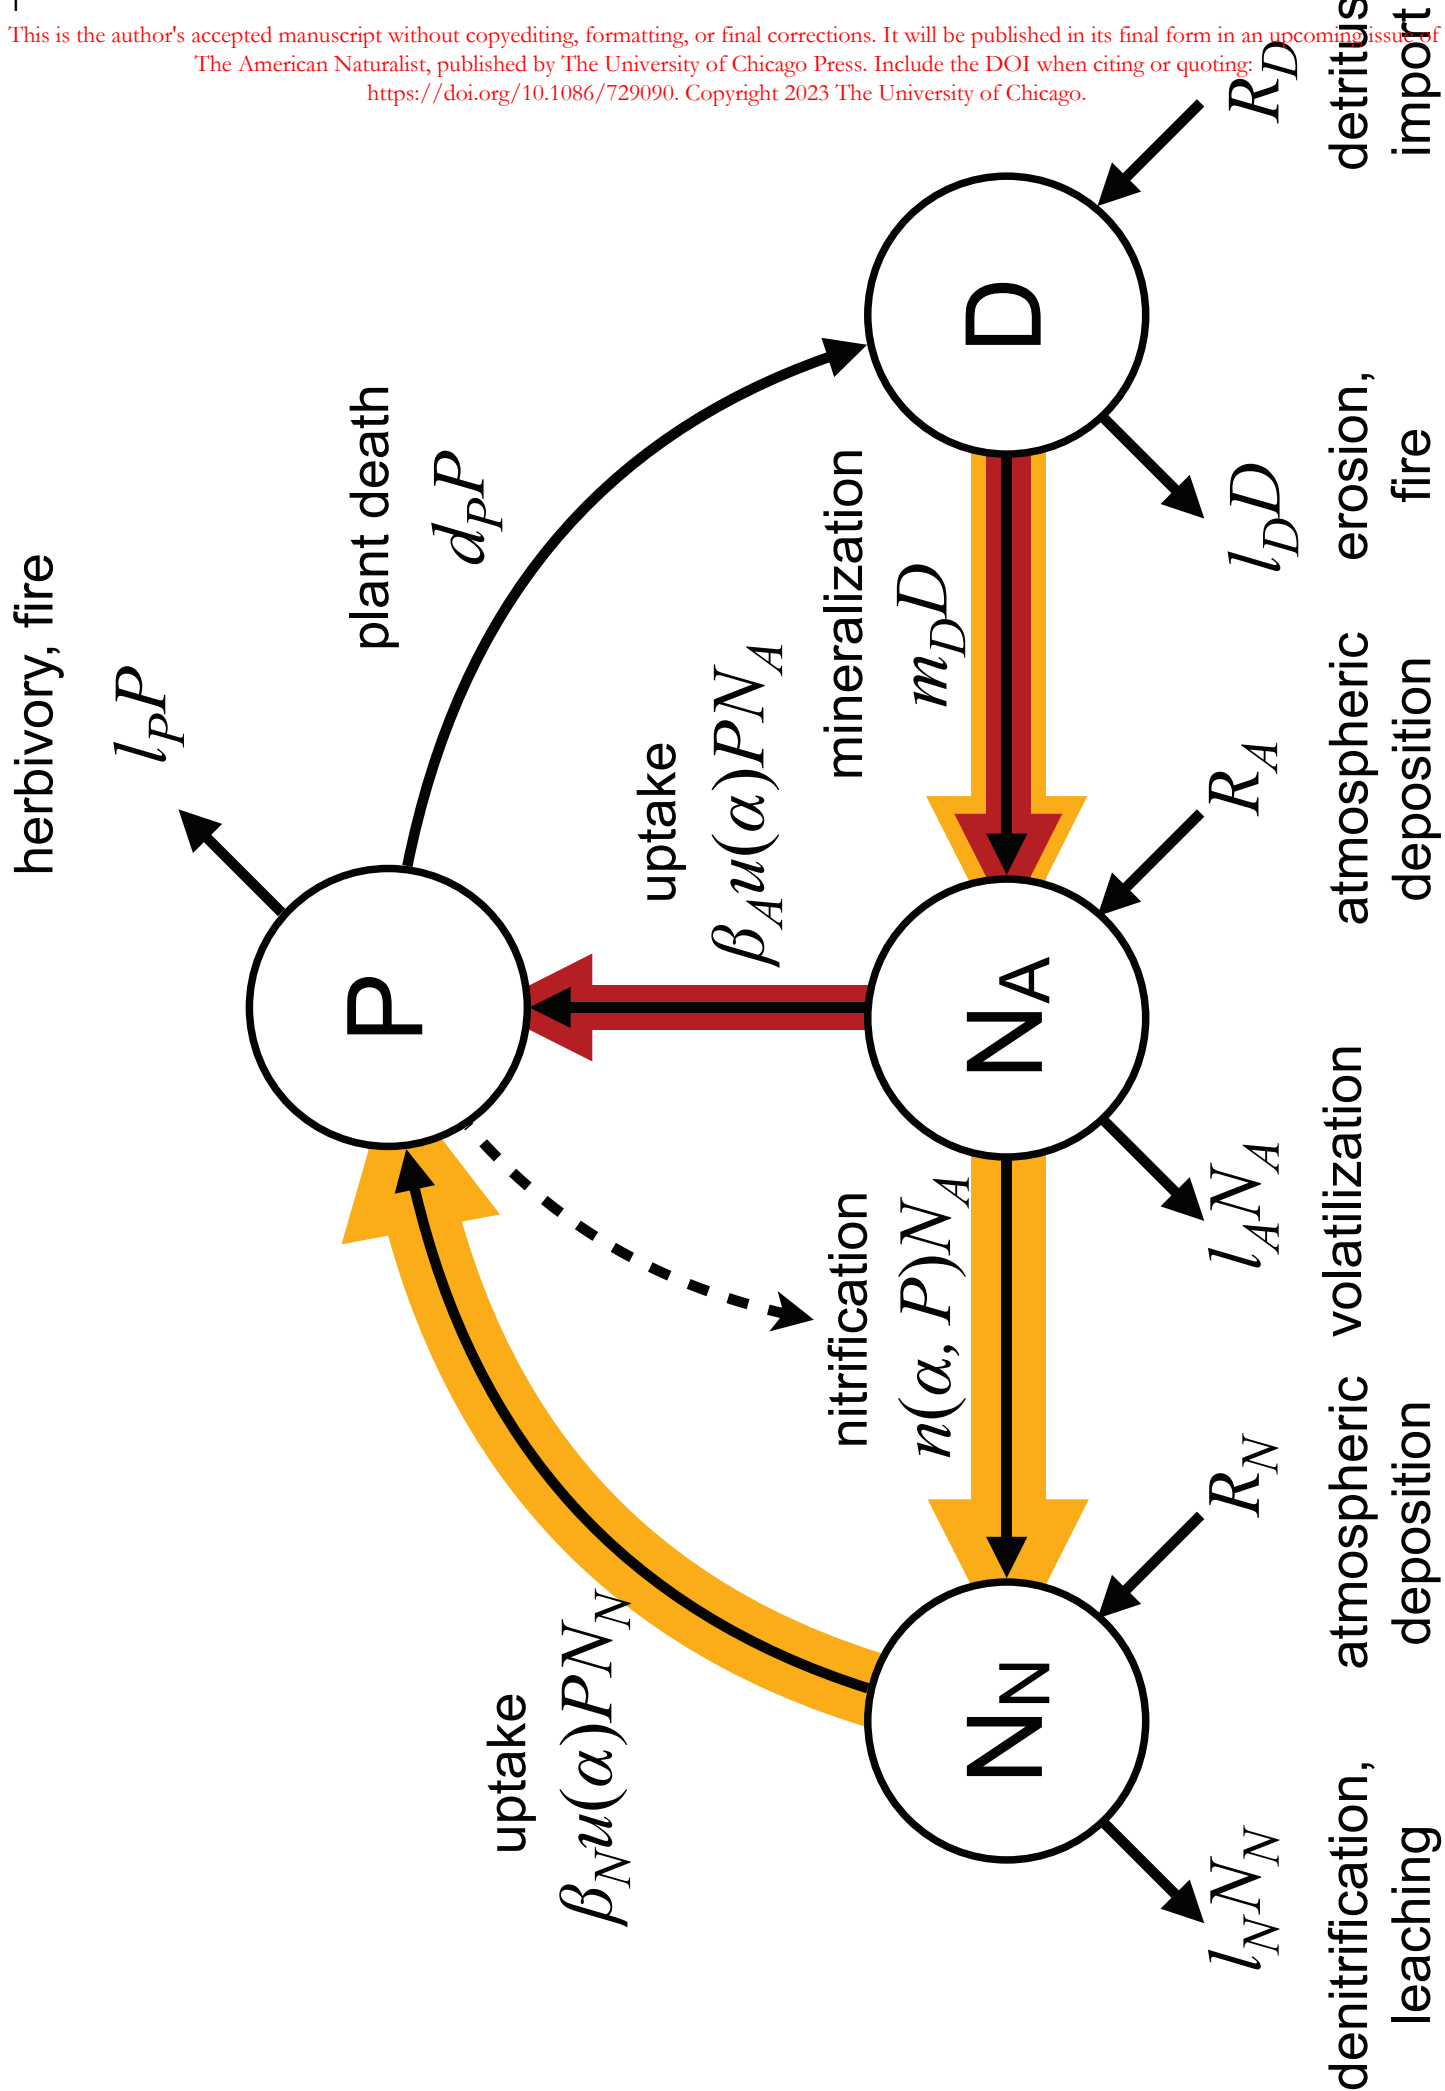 This is the author's accepted manuscript without copyediting, formatting, or final corrections. It will be published in its final form in an upcoming issue of
The American Naturalist, published by The University of Chicago Press. Include the DOI when citing or quoting:
https://doi.org/10.1086/729090. Copyright 2023 The University of Chicago.
herbivory, fire
l_P P
plant death
d_P P
P
uptake
β_N u(α)PN_N
uptake
β_A u(α)PN_A
nitrification
n(α, P)N_A
mineralization
m_D D
N_N
N_A
D
l_N N_N
R_N
l_A N_A
R_A
l_D D
R_D
denitrification,
leaching
atmospheric
deposition
volatilization
atmospheric
deposition
erosion,
fire
detritus
import